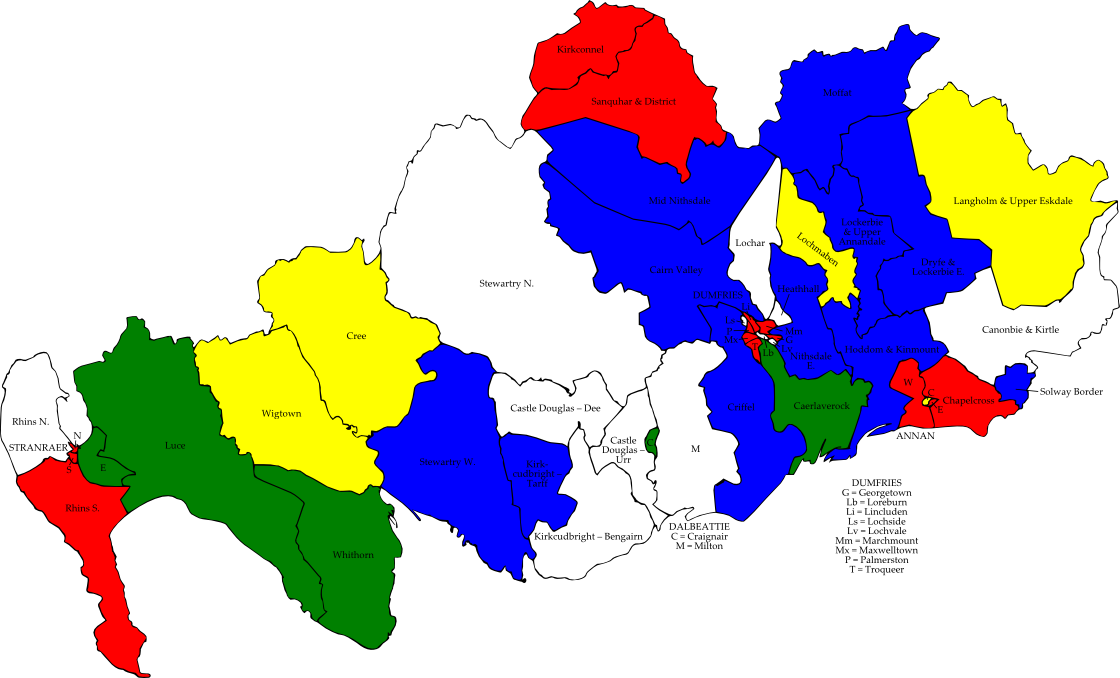 Kirkconnel
Sanquhar & District
Moffat
Mid Nithsdale
Langholm & Upper Eskdale
Lochar
Lochmaben
Lockerbie
& Upper
Annandale
Cairn Valley
Dryfe &
Lockerbie E.
Stewartry N.
Heathhall
DUMFRIES
Li
Ls
P
Mx
T
Mm
G
Lv
Lb
Nithsdale
E.
Hoddom & Kinmount
Canonbie & Kirtle
Cree
Solway Border
W
C
E
Chapelcross
ANNAN
Caerlaverock
Criffel
Castle Douglas – Dee
Wigtown
Rhins N.
N
STRANRAER
S
E
Luce
Castle
Douglas –
Urr
C
M
Stewartry W.
Kirk-
cudbright –
Tarff
Rhins S.
Kirkcudbright – Bengairn
DALBEATTIE
C = Craignair
M = Milton
Whithorn
DUMFRIES
G = Georgetown
Lb = Loreburn
Li = Lincluden
Ls = Lochside
Lv = Lochvale
Mm = Marchmount
Mx = Maxwelltown
P = Palmerston
T = Troqueer